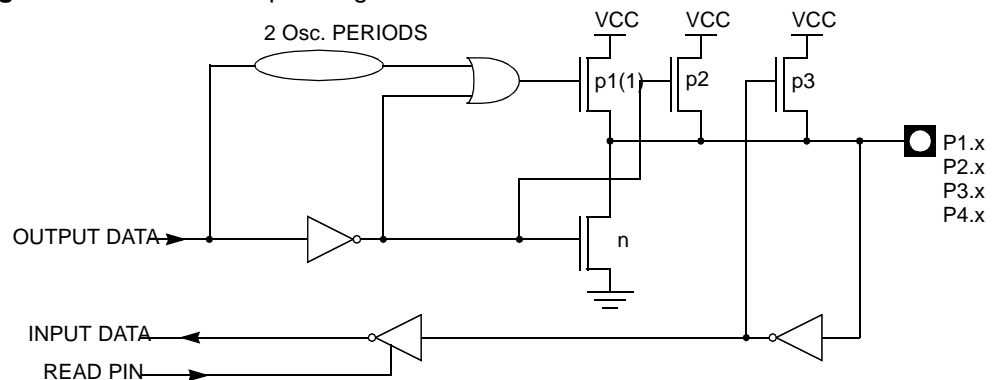 2 Osc. PERIODS
VCC
VCC
VCC
p1(1)
p2
p3
P1.x
P2.x
P3.x
P4.x
OUTPUT DATA
n
INPUT DATA
READ PIN